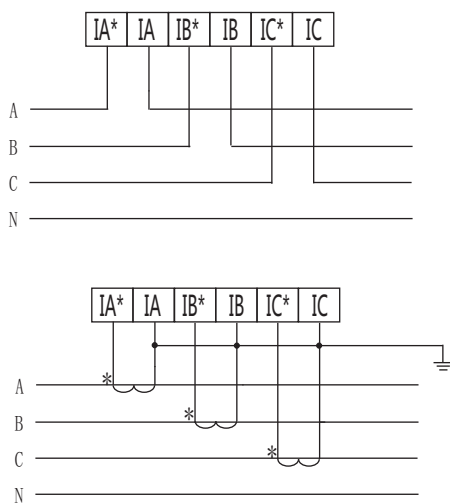 IA* IA IB* IB IC* IC
A
B
C
N
IA* IA IB* IB IC* IC
A *
B *
C *
N